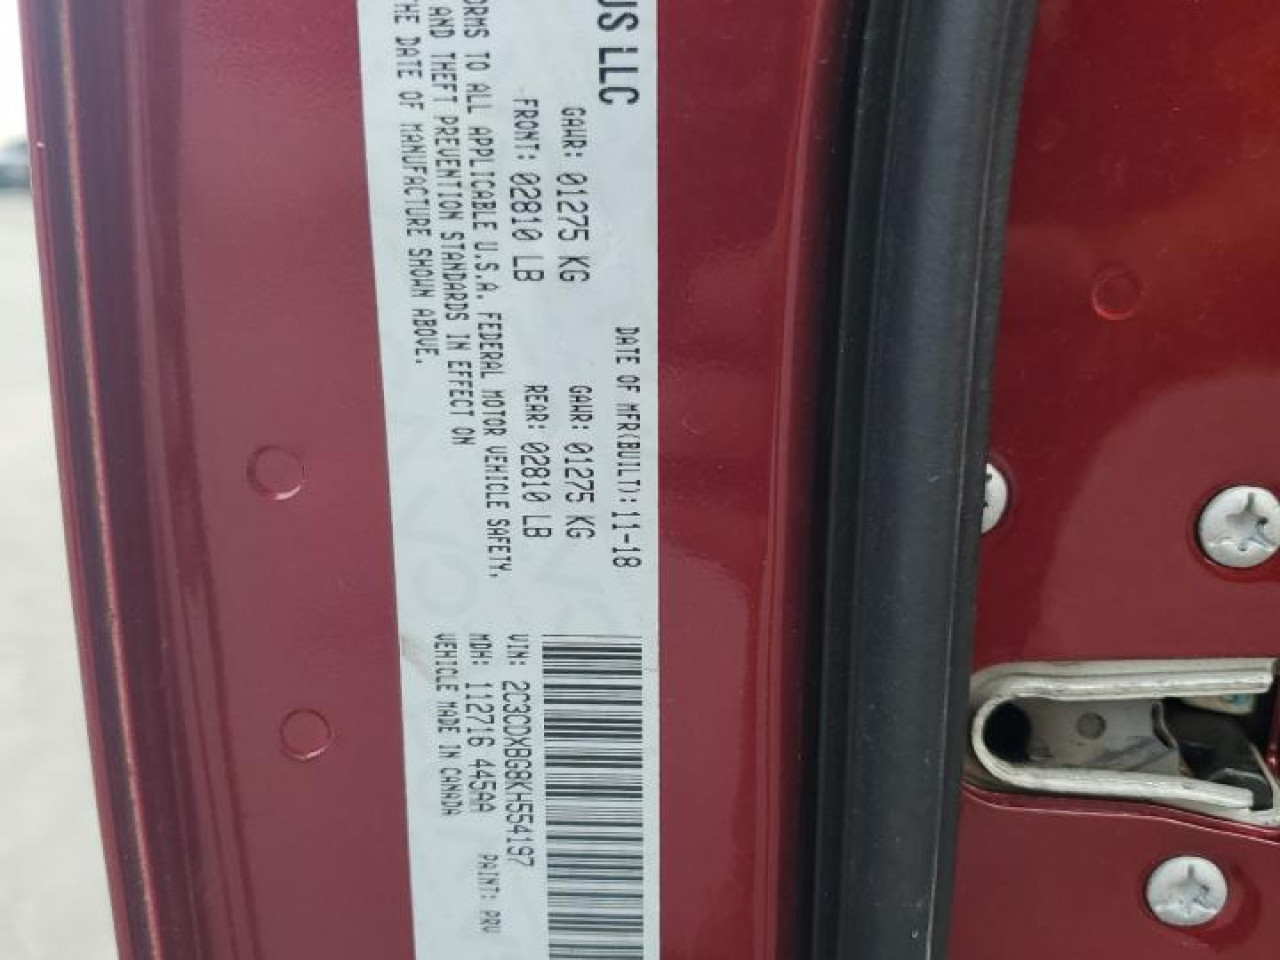 US LLC
DATE OF MFR(BUILT): 11-18
GAWR: 01275 KG GAWR: 01275 KG
FRONT: 02810 LB REAR: 02810 LB
ORMS TO ALL APPLICABLE U.S.A. FEDERAL MOTOR VEHICLE SAFETY,
AND THEFT PREVENTION STANDARDS IN EFFECT ON
THE DATE OF MANUFACTURE SHOWN ABOVE.
VIN: 2C3CDXBG8KH554197
MDH: 112716 445AA PAINT: PRV
VEHICLE MADE IN CANADA